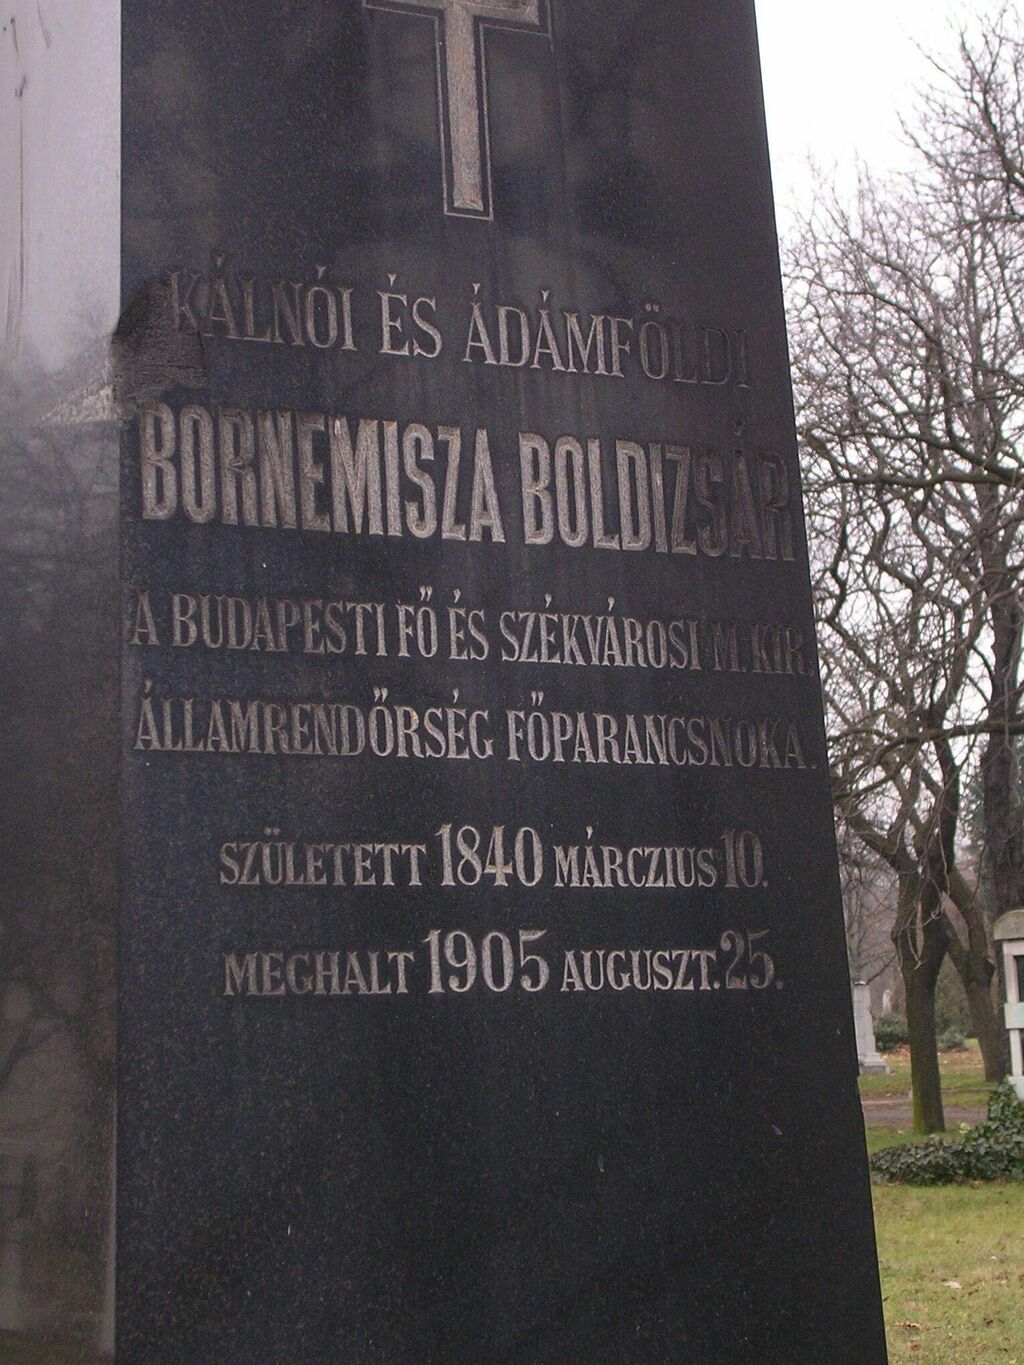 KÁLNÓI ÉS ÁDÁMFÖLDI
BORNEMISZA BOLDIZSÁR
A BUDAPESTI FŐ ÉS SZÉKVÁROSI M. KIR.
ÁLLAMRENDŐRSÉG FŐPARANCSNOKA.
SZÜLETETT 1840 MÁRCZIUS 10.
MEGHALT 1905 AUGUSZT. 25.